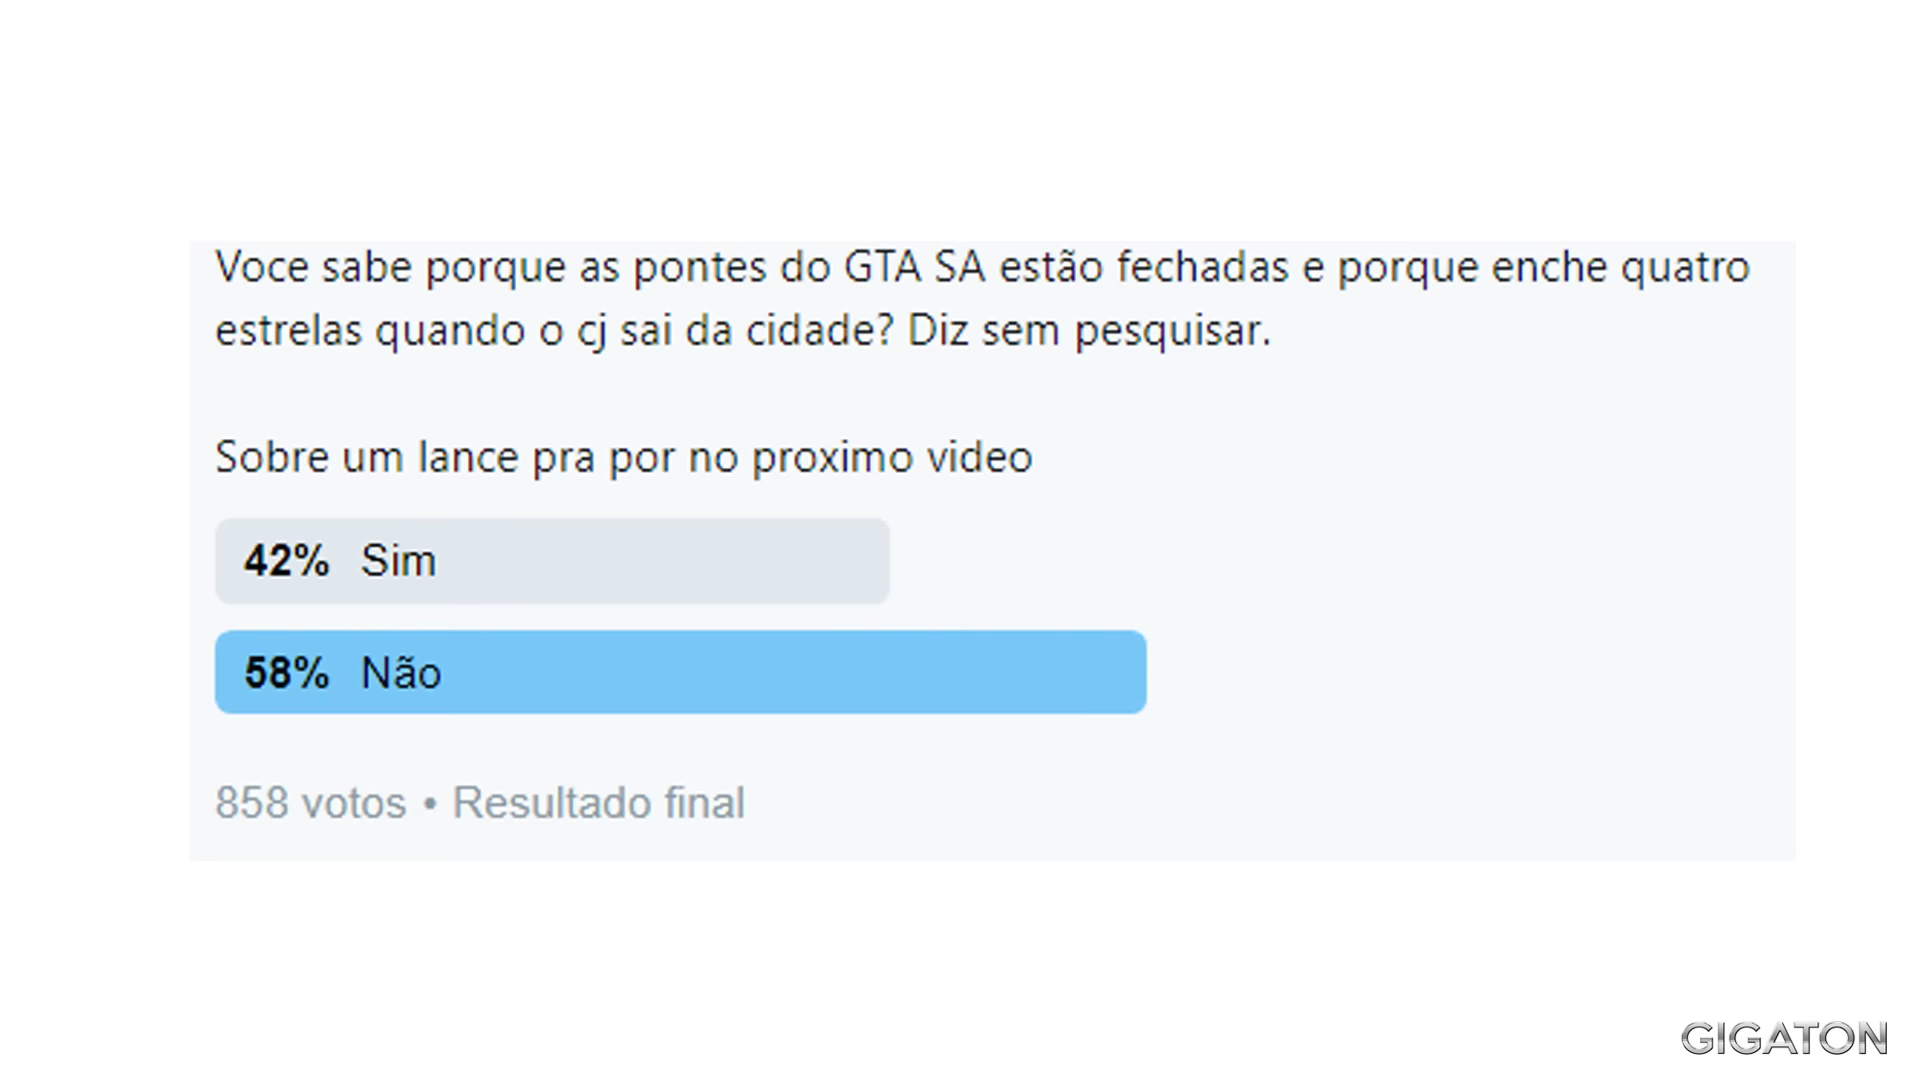 Voce sabe porque as pontes do GTA SA estão fechadas e porque enche quatro
estrelas quando o cj sai da cidade? Diz sem pesquisar.
Sobre um lance pra por no proximo video
42% Sim
58% Não
858 votos • Resultado final
GIGATON